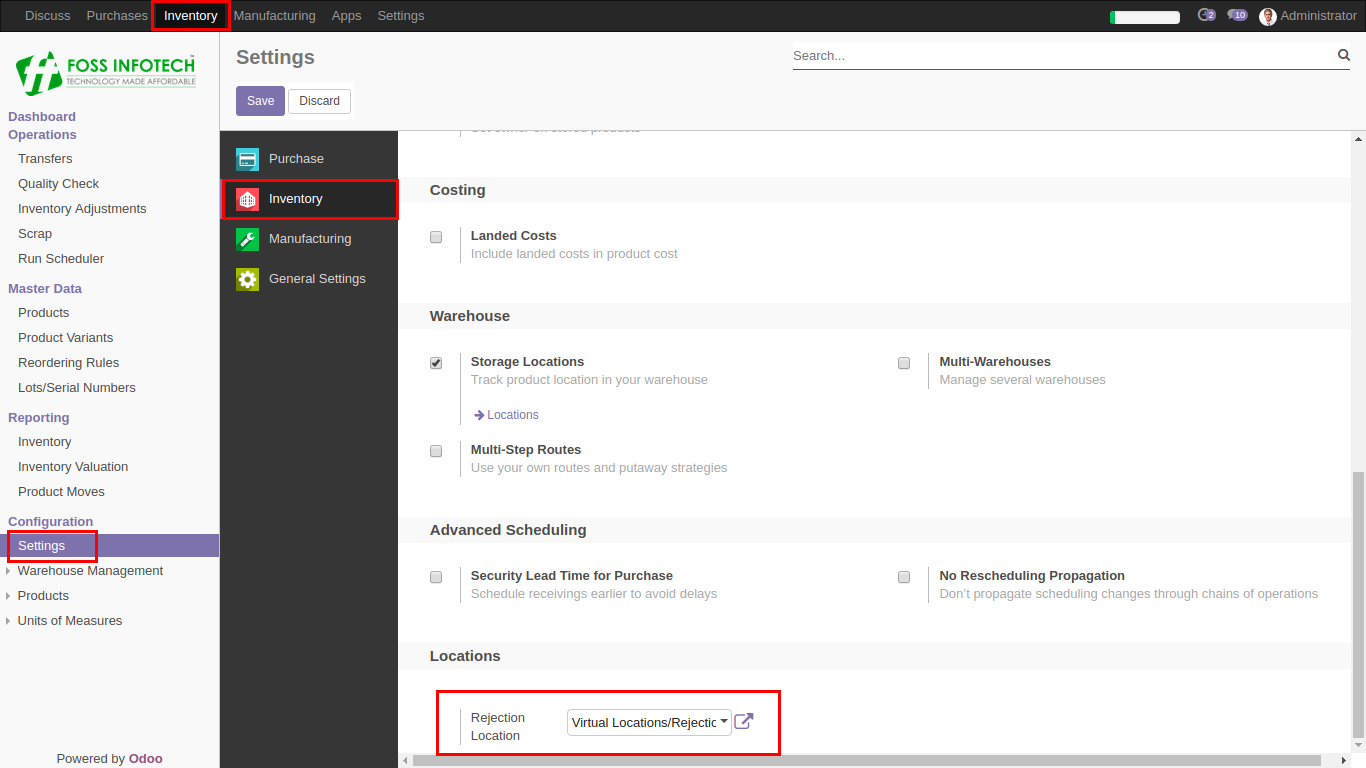 Discuss Purchases Inventory Manufacturing Apps Settings 2 10 Administrator
FOSS INFOTECH
TECHNOLOGY MADE AFFORDABLE
Dashboard
Operations
Transfers
Quality Check
Inventory Adjustments
Scrap
Run Scheduler
Master Data
Products
Product Variants
Reordering Rules
Lots/Serial Numbers
Reporting
Inventory
Inventory Valuation
Product Moves
Configuration
Settings
Warehouse Management
Products
Units of Measures
Powered by Odoo
Settings
Search...
Save Discard
Purchase
Inventory
Manufacturing
General Settings
Costing
Landed Costs
Include landed costs in product cost
Warehouse
Storage Locations
Track product location in your warehouse
Locations
Multi-Warehouses
Manage several warehouses
Multi-Step Routes
Use your own routes and putaway strategies
Advanced Scheduling
Security Lead Time for Purchase
Schedule receivings earlier to avoid delays
No Rescheduling Propagation
Don't propagate scheduling changes through chains of operations
Locations
Rejection
Location
Virtual Locations/Rejectic